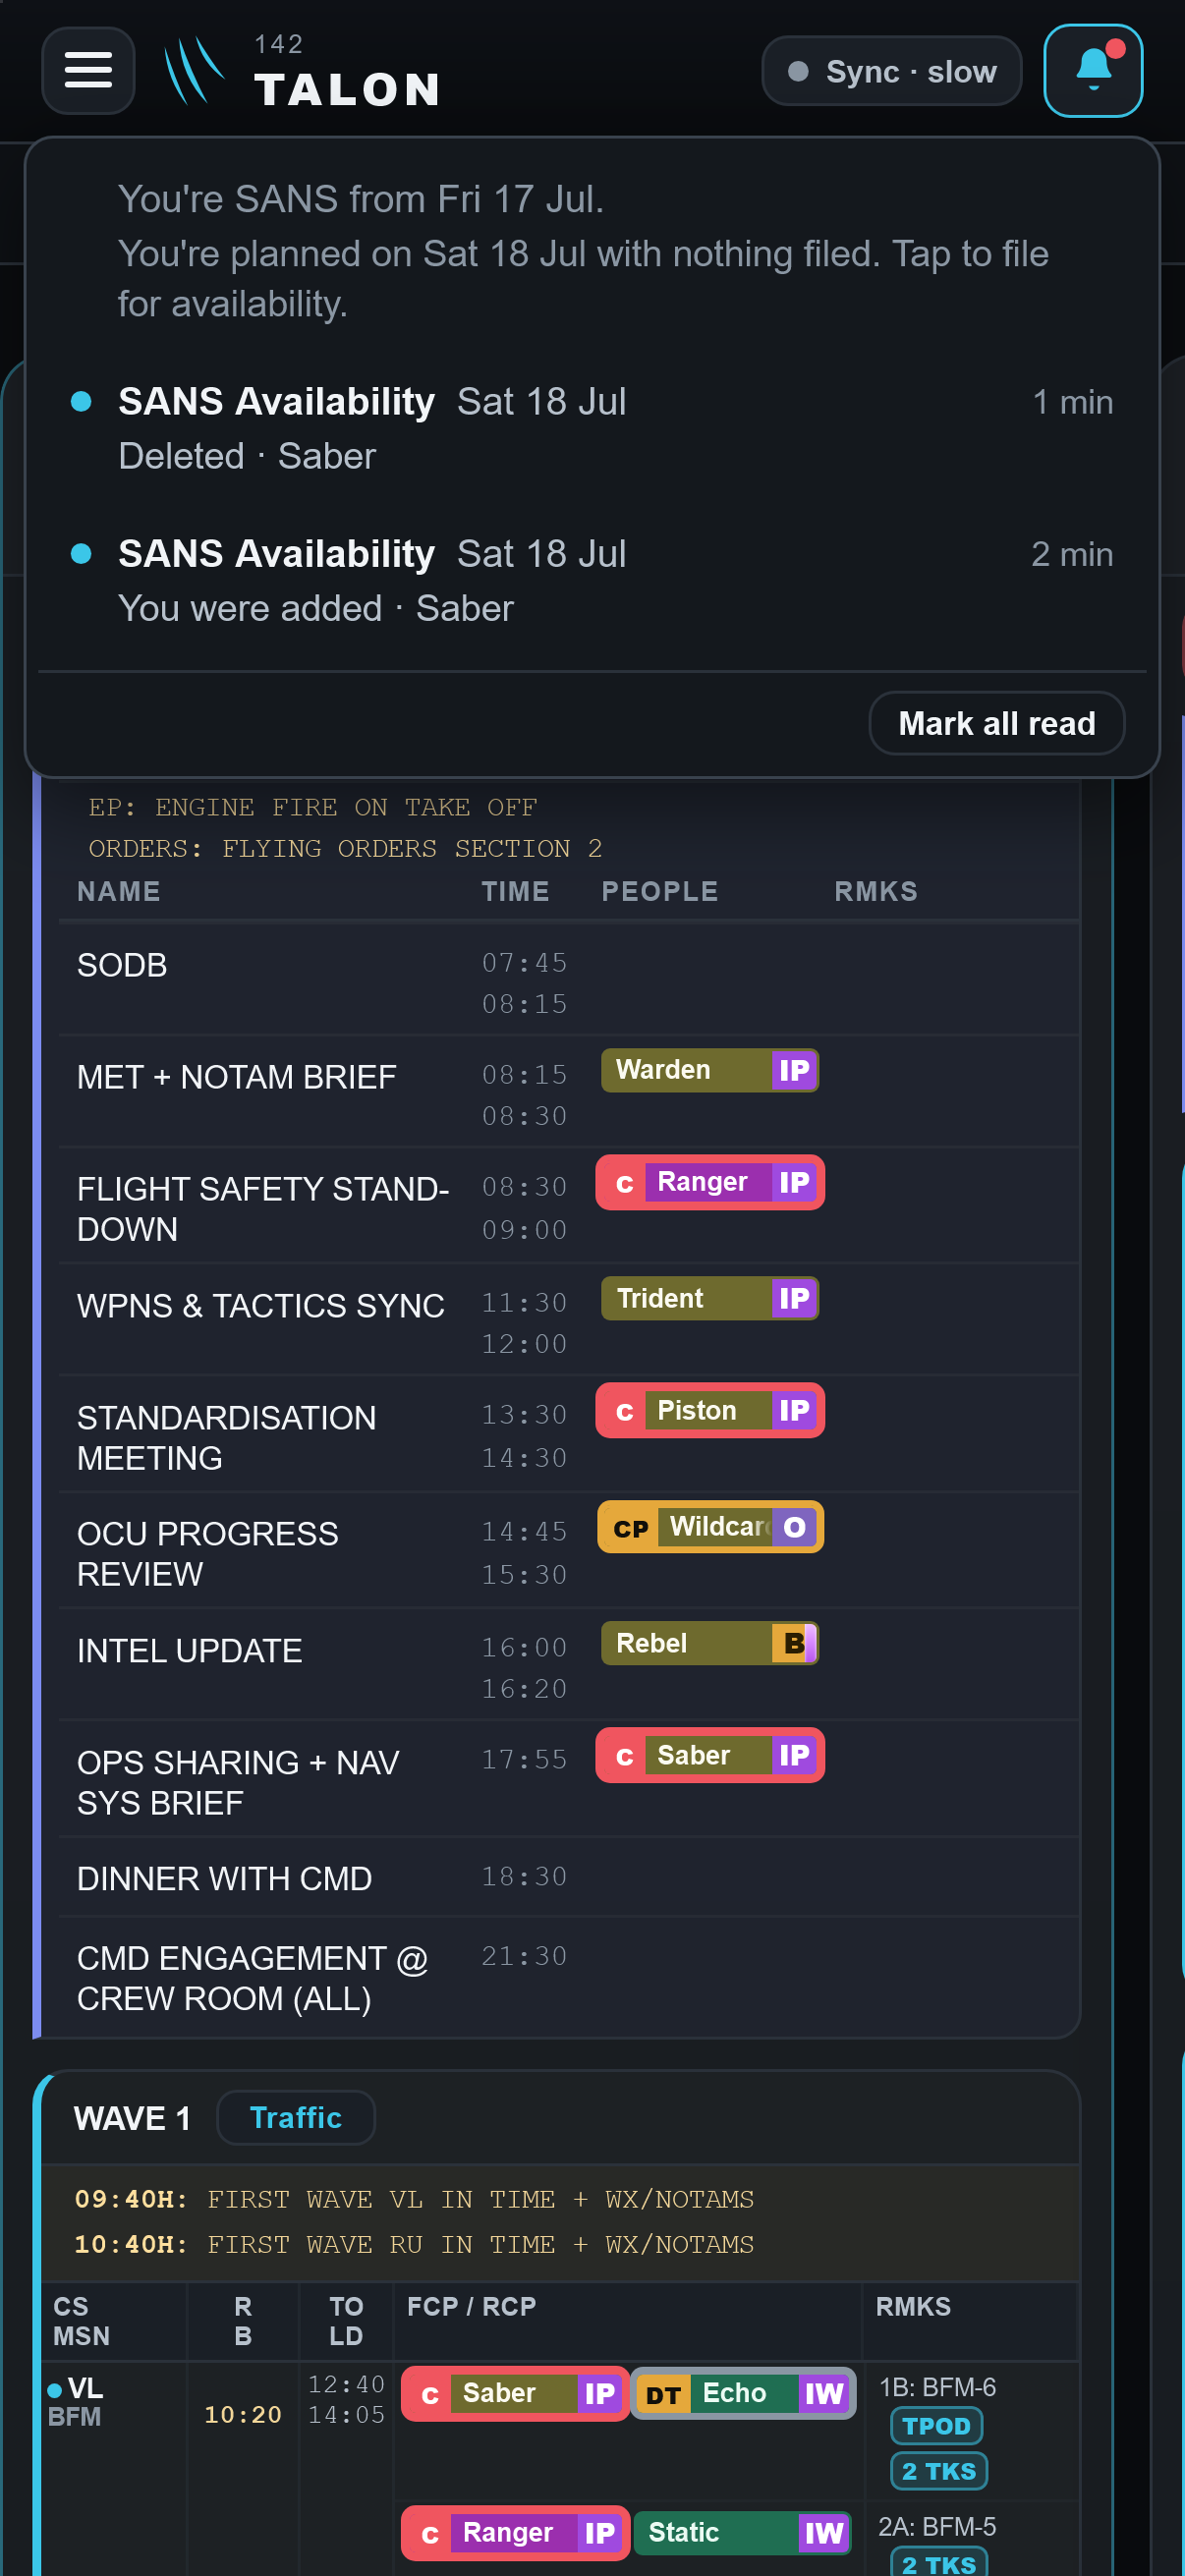 142
TALON
Sync · slow
You're SANS from Fri 17 Jul.
You're planned on Sat 18 Jul with nothing filed. Tap to file
for availability.
SANS Availability Sat 18 Jul 1 min
Deleted · Saber
SANS Availability Sat 18 Jul 2 min
You were added · Saber
Mark all read
EP: ENGINE FIRE ON TAKE OFF
ORDERS: FLYING ORDERS SECTION 2
NAME TIME PEOPLE RMKS
SODB 07:45
08:15
MET + NOTAM BRIEF 08:15 Warden IP
08:30
FLIGHT SAFETY STAND- 08:30 C Ranger IP
DOWN 09:00
WPNS & TACTICS SYNC 11:30 Trident IP
12:00
STANDARDISATION 13:30 C Piston IP
MEETING 14:30
OCU PROGRESS 14:45 CP Wildcard O
REVIEW 15:30
INTEL UPDATE 16:00 Rebel B
16:20
OPS SHARING + NAV 17:55 C Saber IP
SYS BRIEF
DINNER WITH CMD 18:30
CMD ENGAGEMENT @ 21:30
CREW ROOM (ALL)
WAVE 1 Traffic
09:40H: FIRST WAVE VL IN TIME + WX/NOTAMS
10:40H: FIRST WAVE RU IN TIME + WX/NOTAMS
CS R TO FCP / RCP RMKS
MSN B LD
VL 12:40 C Saber IP DT Echo IW 1B: BFM-6
BFM 10:20 14:05 TPOD
2 TKS
C Ranger IP Static IW 2A: BFM-5
2 TKS